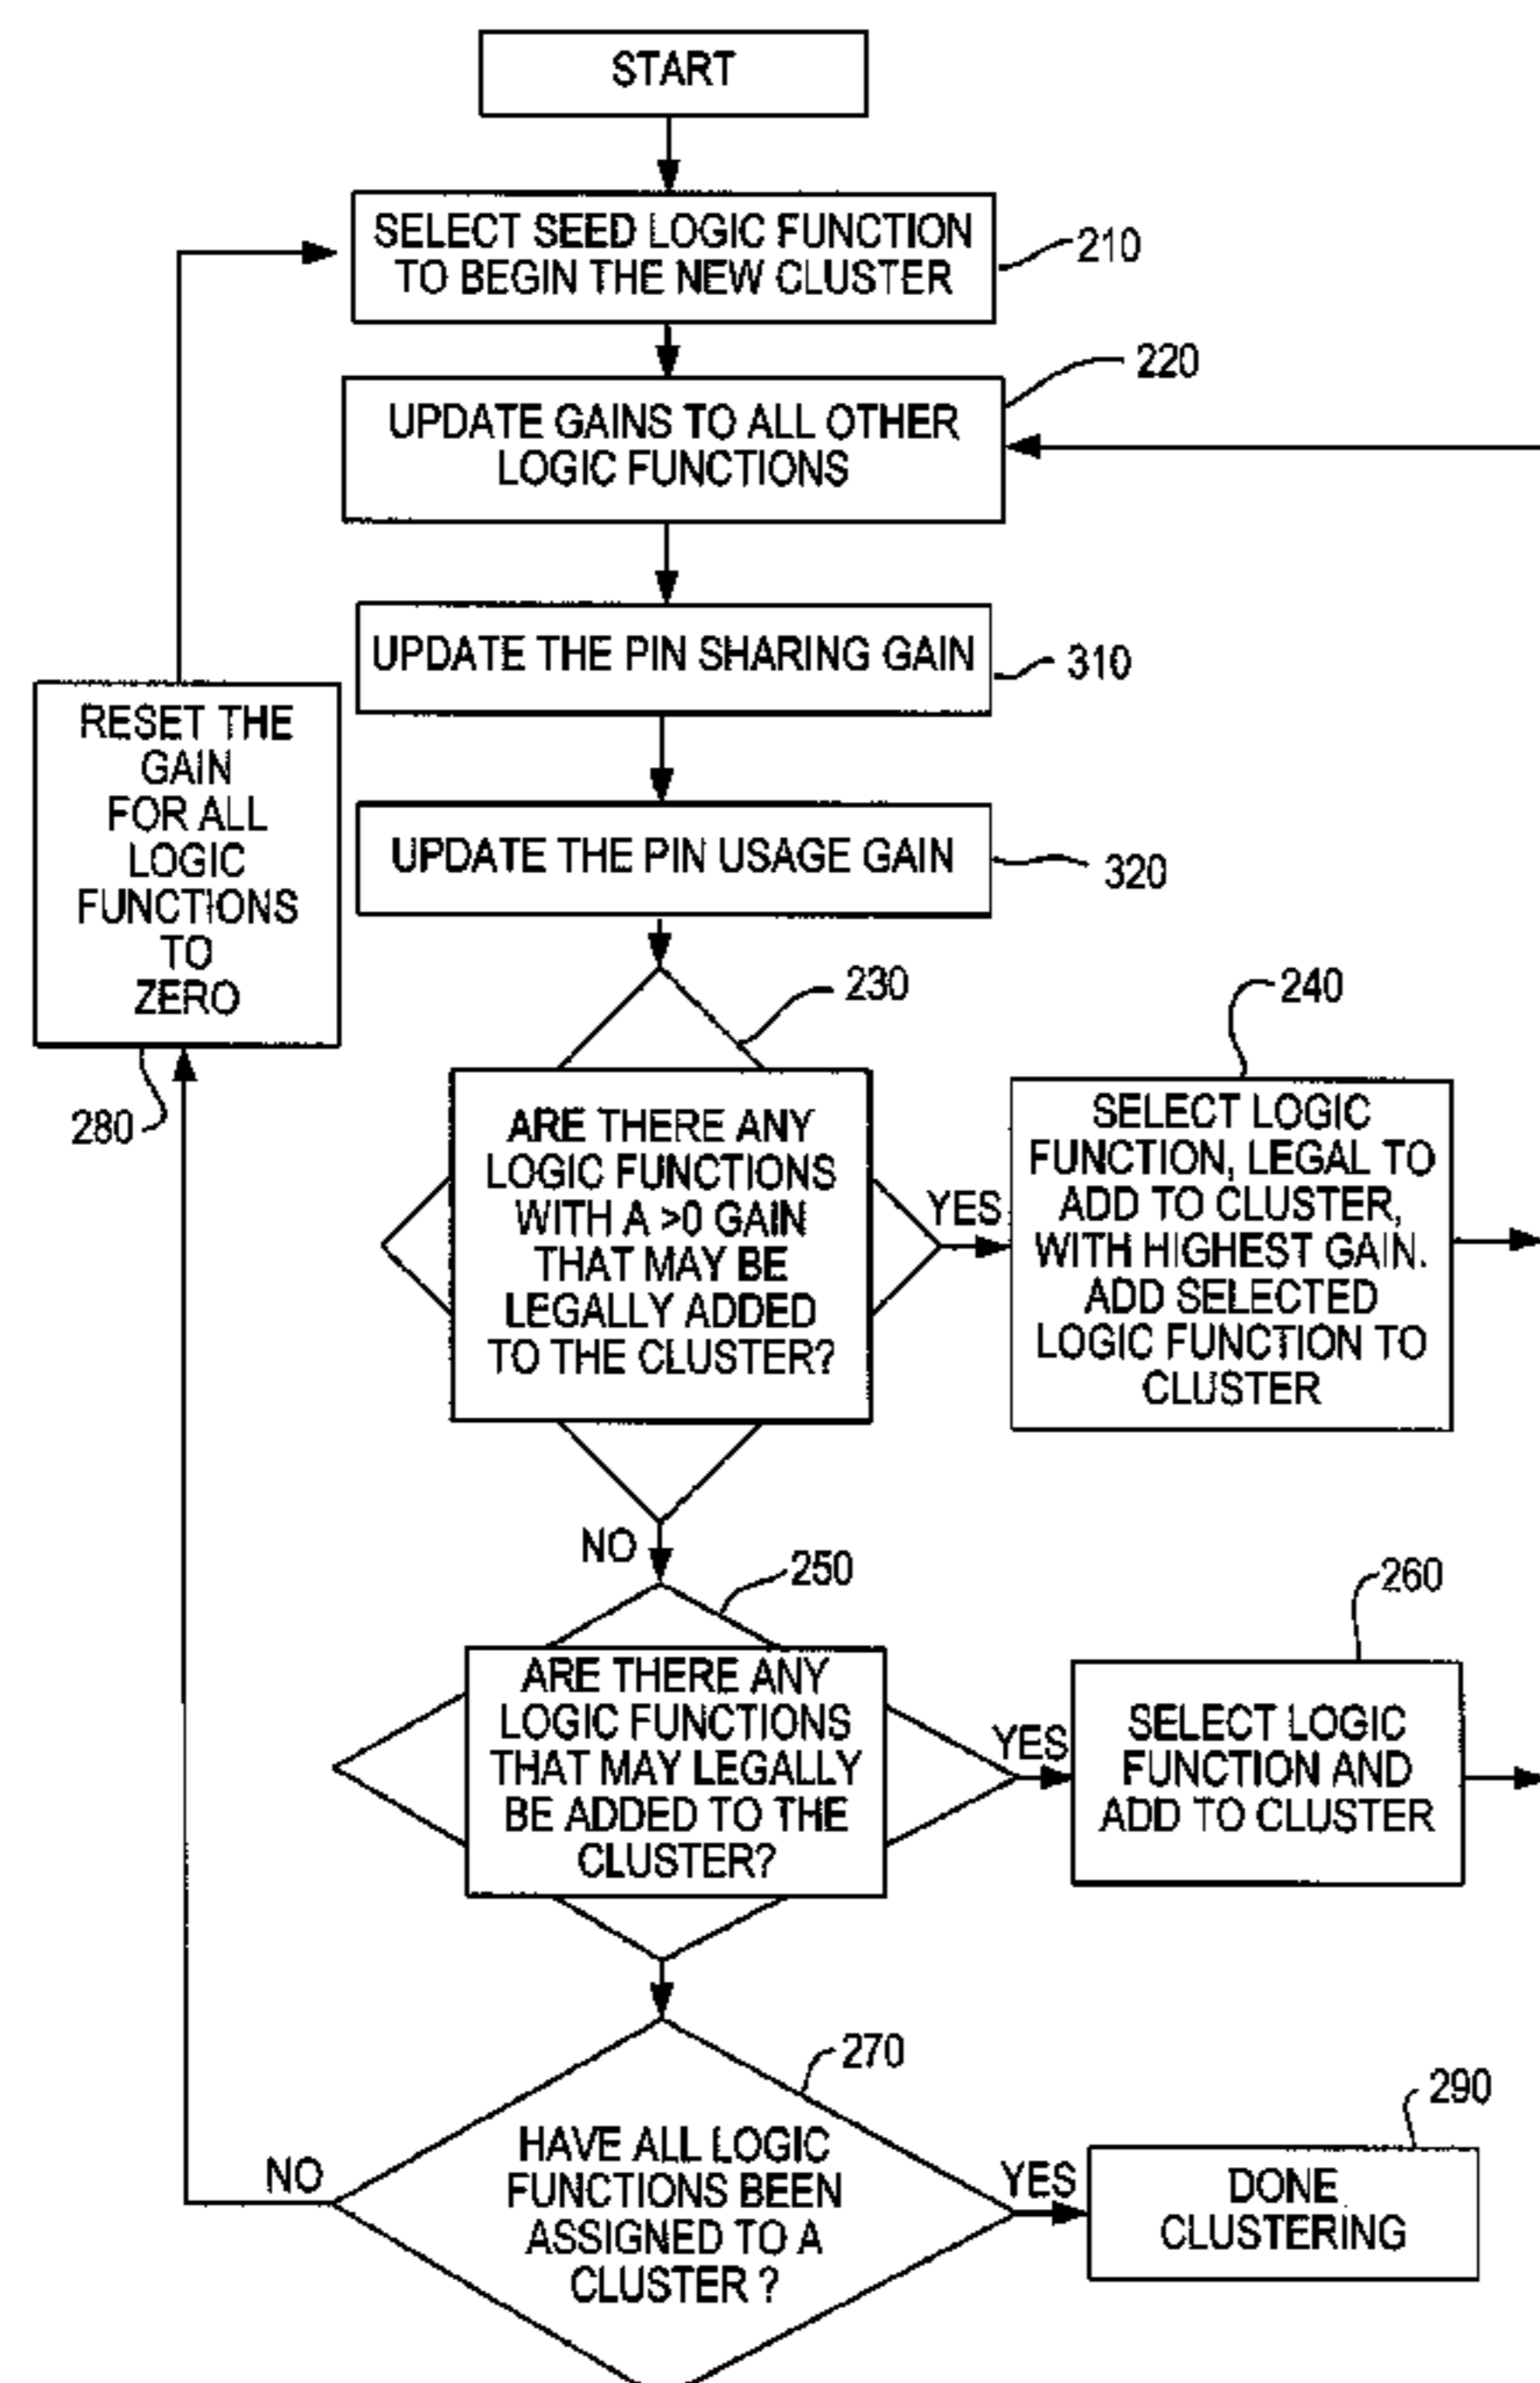 START
SELECT SEED LOGIC FUNCTION
TO BEGIN THE NEW CLUSTER
210
220
UPDATE GAINS TO ALL OTHER
LOGIC FUNCTIONS
UPDATE THE PIN SHARING GAIN
310
RESET THE
GAIN
FOR ALL
LOGIC
FUNCTIONS
TO
ZERO
280
UPDATE THE PIN USAGE GAIN
320
230
ARE THERE ANY
LOGIC FUNCTIONS
WITH A >0 GAIN
THAT MAY BE
LEGALLY ADDED
TO THE CLUSTER?
YES
240
SELECT LOGIC
FUNCTION, LEGAL TO
ADD TO CLUSTER,
WITH HIGHEST GAIN.
ADD SELECTED
LOGIC FUNCTION TO
CLUSTER
NO
250
ARE THERE ANY
LOGIC FUNCTIONS
THAT MAY LEGALLY
BE ADDED TO THE
CLUSTER?
YES
260
SELECT LOGIC
FUNCTION AND
ADD TO CLUSTER
270
HAVE ALL LOGIC
FUNCTIONS BEEN
ASSIGNED TO A
CLUSTER ?
NO
YES
290
DONE
CLUSTERING